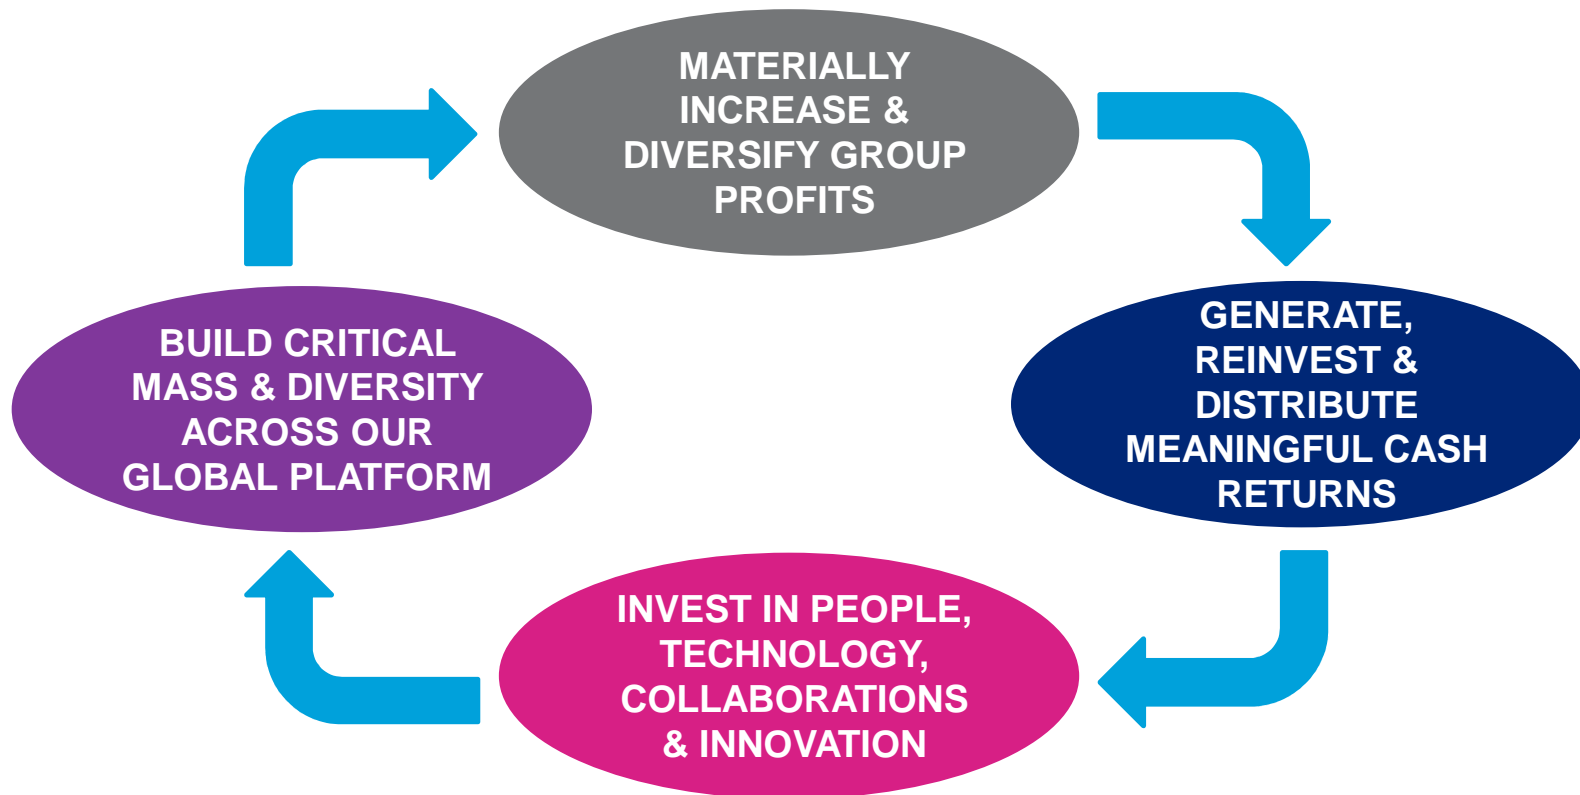 MATERIALLY
INCREASE &
DIVERSIFY GROUP
PROFITS
GENERATE,
REINVEST &
DISTRIBUTE
MEANINGFUL CASH
RETURNS
INVEST IN PEOPLE,
TECHNOLOGY,
COLLABORATIONS
& INNOVATION
BUILD CRITICAL
MASS & DIVERSITY
ACROSS OUR
GLOBAL PLATFORM